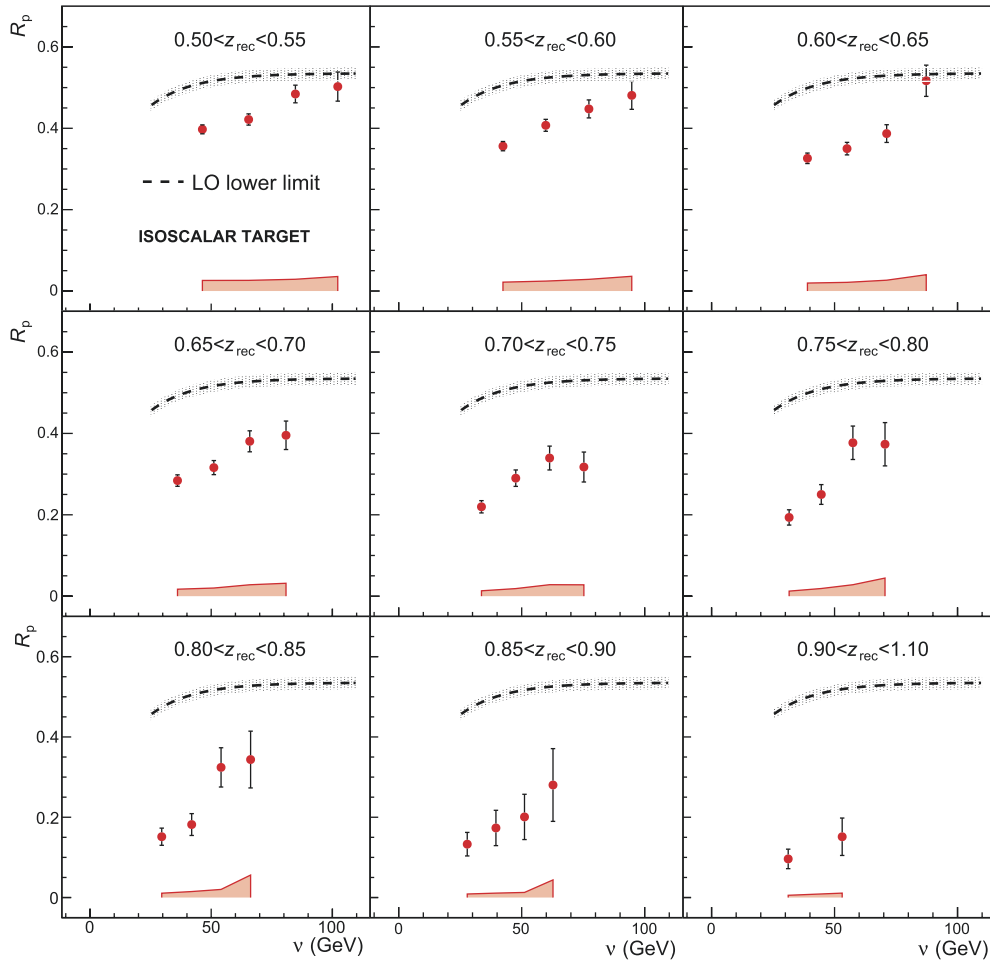 R_p
0.50<z_rec<0.55
0.55<z_rec<0.60
0.60<z_rec<0.65
0.6
0.4
0.2
0
LO lower limit
ISOSCALAR TARGET
R_p
0.65<z_rec<0.70
0.70<z_rec<0.75
0.75<z_rec<0.80
0.6
0.4
0.2
0
R_p
0.80<z_rec<0.85
0.85<z_rec<0.90
0.90<z_rec<1.10
0.6
0.4
0.2
0
0 50 100 0 50 100 0 50 100
ν (GeV) ν (GeV) ν (GeV)